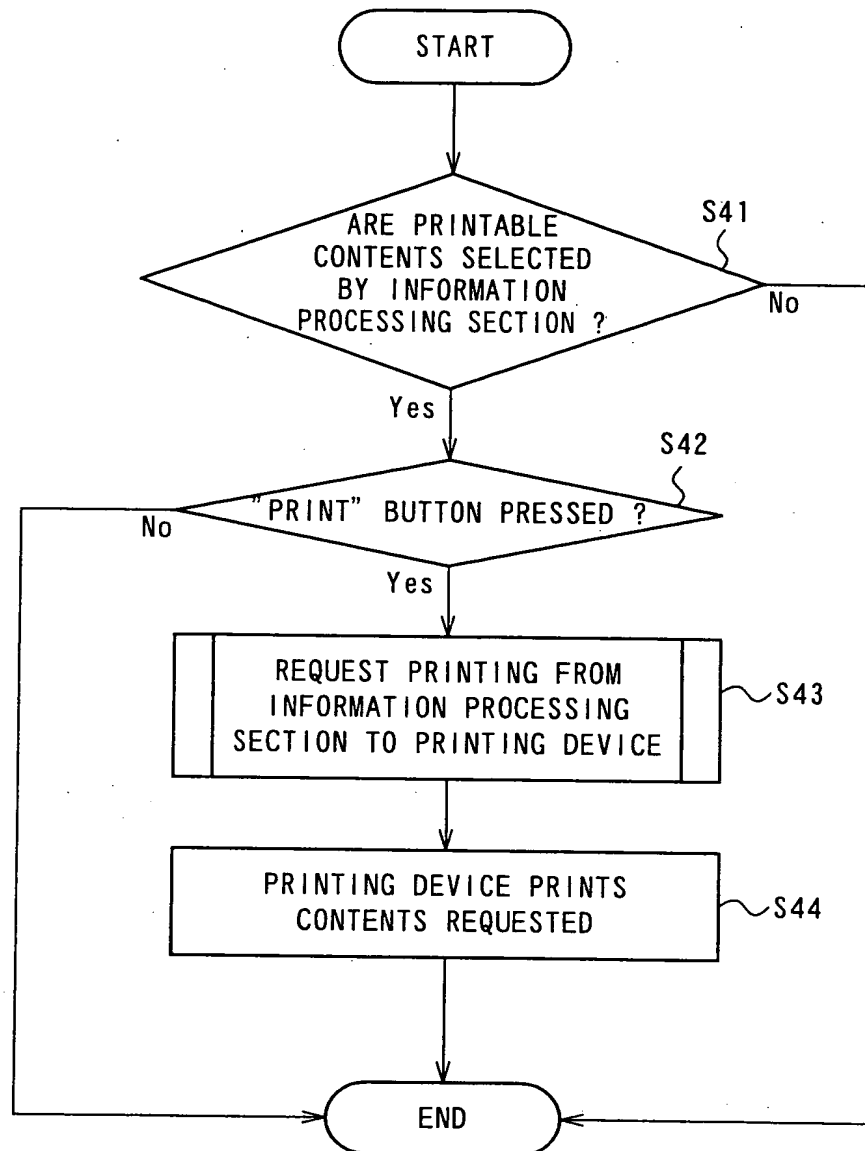 START
ARE PRINTABLE
CONTENTS SELECTED
BY INFORMATION
PROCESSING SECTION ?
S41
No
Yes
S42
"PRINT" BUTTON PRESSED ?
No
Yes
REQUEST PRINTING FROM
INFORMATION PROCESSING
SECTION TO PRINTING DEVICE
S43
PRINTING DEVICE PRINTS
CONTENTS REQUESTED
S44
END